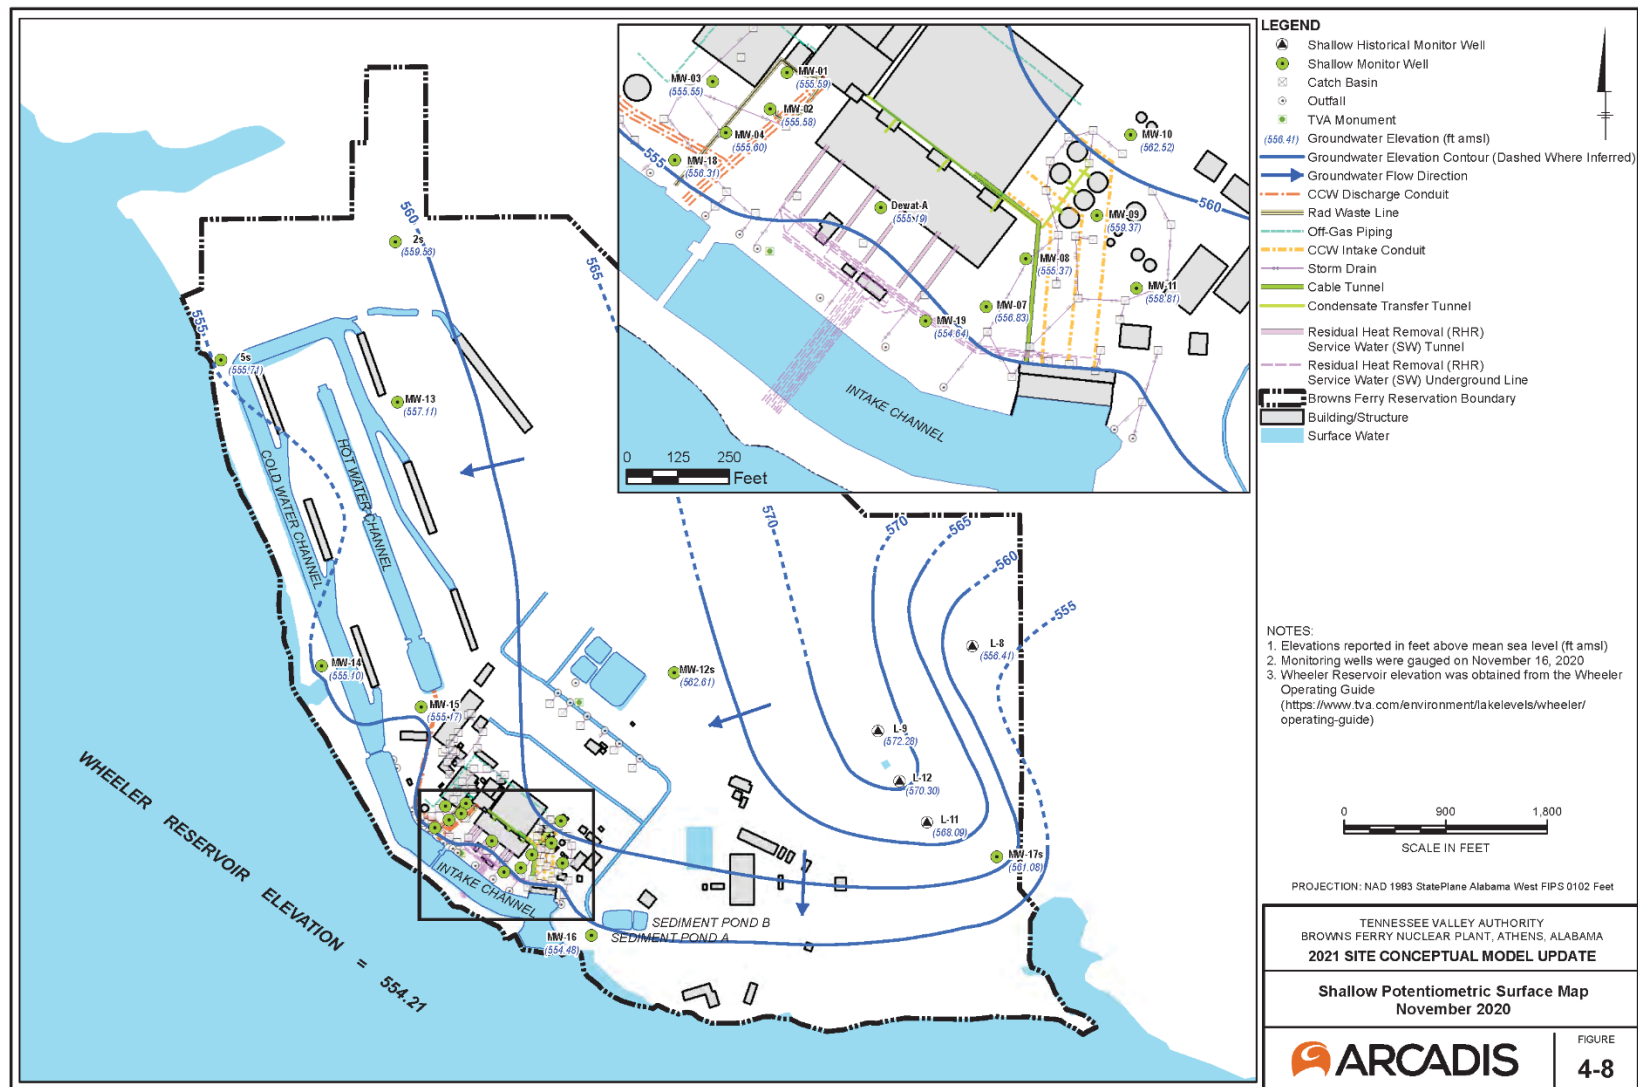 LEGEND
Shallow Historical Monitor Well
Shallow Monitor Well
Catch Basin
Outfall
TVA Monument
(556.41) Groundwater Elevation (ft amsl)
Groundwater Elevation Contour (Dashed Where Inferred)
Groundwater Flow Direction
CCW Discharge Conduit
Rad Waste Line
Off-Gas Piping
CCW Intake Conduit
Storm Drain
Cable Tunnel
Condensate Transfer Tunnel
Residual Heat Removal (RHR)
Service Water (SW) Tunnel
Residual Heat Removal (RHR)
Service Water (SW) Underground Line
Browns Ferry Reservation Boundary
Building/Structure
Surface Water
MW-01
(555.59)
MW-03
(555.55)
MW-02
(555.58)
MW-04
(555.60)
MW-18
(556.31)
555
MW-10
(562.52)
560
Dewat-A
(555.19)
MW-09
(559.37)
MW-08
(555.37)
MW-11
(558.81)
MW-07
(556.83)
MW-19
(554.64)
INTAKE CHANNEL
0 125 250
Feet
560
2s
(559.56)
565
555
5s
(555.71)
MW-13
(557.11)
COLD WATER CHANNEL
HOT WATER CHANNEL
570
570
565
560
555
L-8
(556.41)
MW-14
(555.10)
MW-12s
(562.61)
MW-15
(555.17)
L-9
(572.28)
L-12
(570.30)
L-11
(568.09)
MW-17s
(561.08)
INTAKE CHANNEL
SEDIMENT POND B
SEDIMENT POND A
MW-16
(554.48)
WHEELER RESERVOIR ELEVATION = 554.21
NOTES:
1. Elevations reported in feet above mean sea level (ft amsl)
2. Monitoring wells were gauged on November 16, 2020
3. Wheeler Reservoir elevation was obtained from the Wheeler
Operating Guide
(https://www.tva.com/environment/lakelevels/wheeler/
operating-guide)
0 900 1,800
SCALE IN FEET
PROJECTION: NAD 1983 StatePlane Alabama West FIPS 0102 Feet
TENNESSEE VALLEY AUTHORITY
BROWNS FERRY NUCLEAR PLANT, ATHENS, ALABAMA
2021 SITE CONCEPTUAL MODEL UPDATE
Shallow Potentiometric Surface Map
November 2020
ARCADIS
FIGURE
4-8